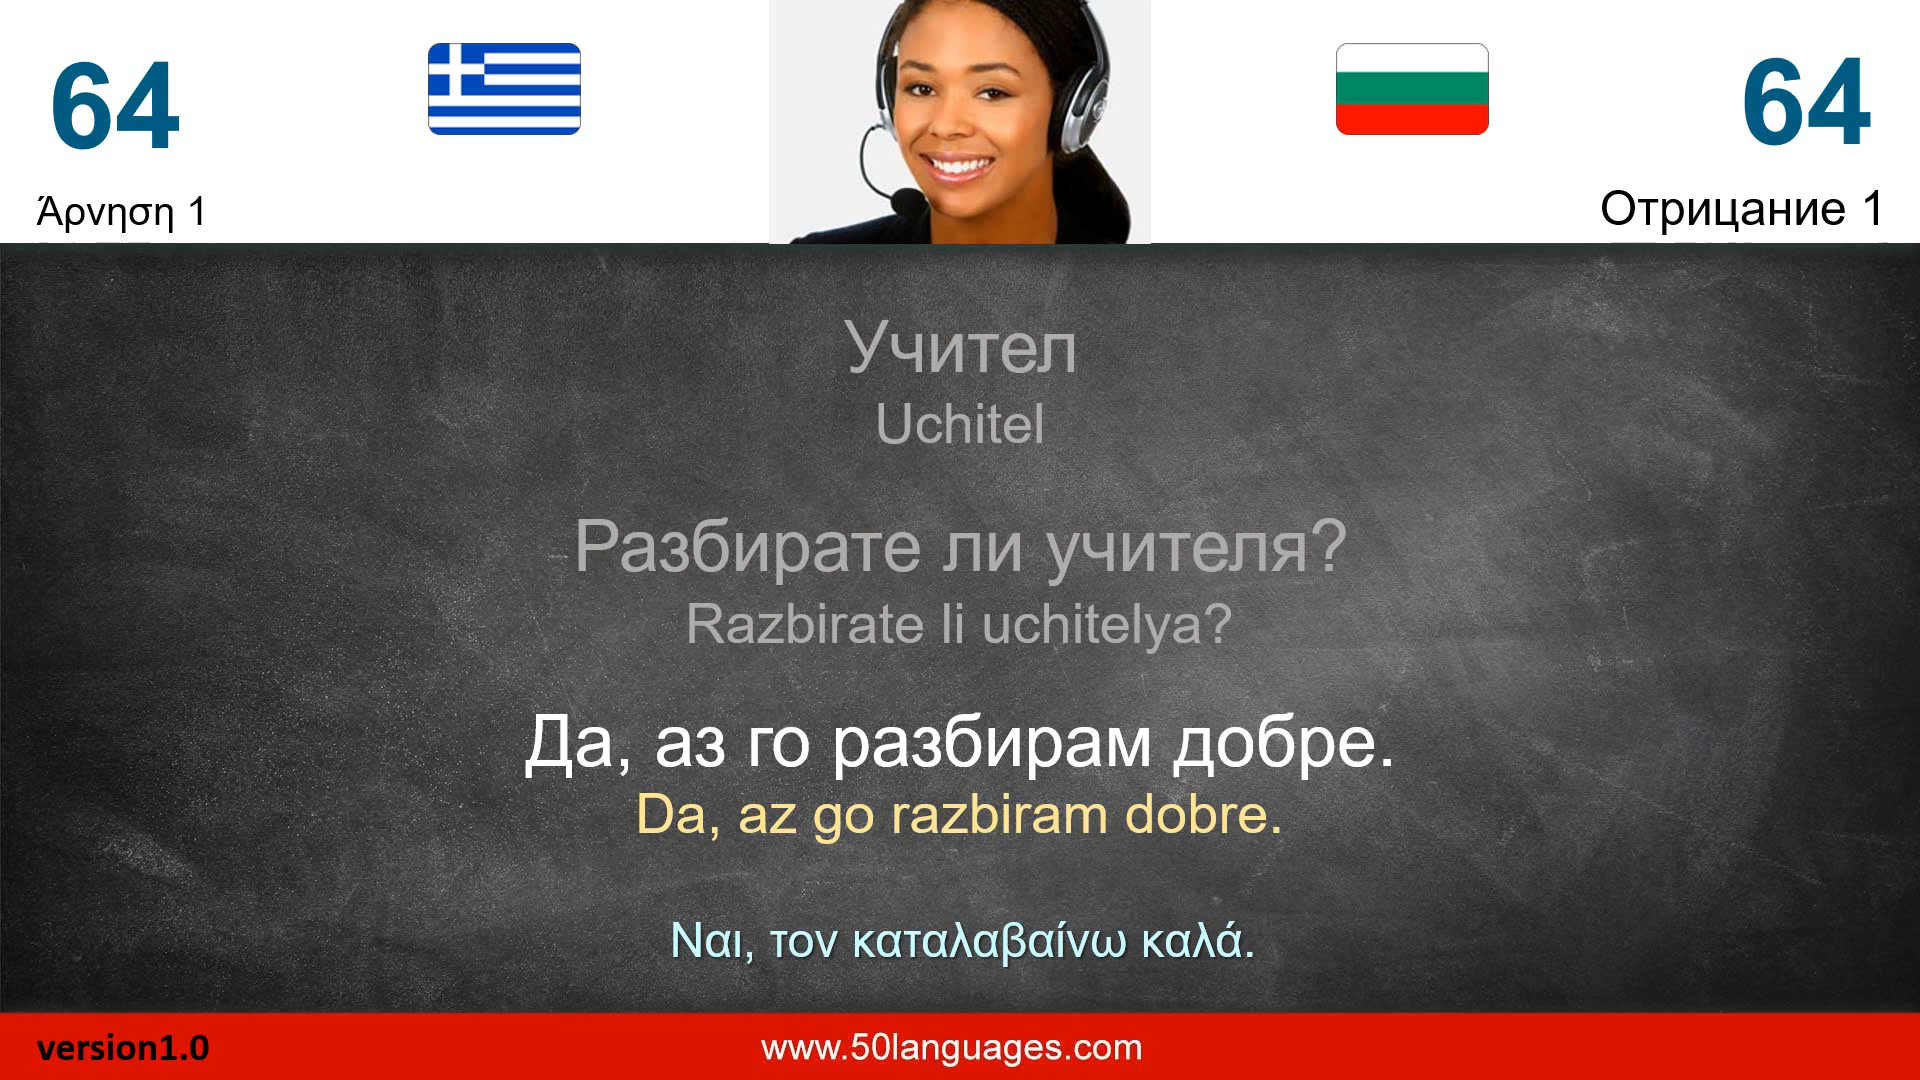 64
64
Άρνηση 1
Отрицание 1
Учител
Uchitel
Разбирате ли учителя?
Razbirate li uchitelya?
Да, аз го разбирам добре.
Da, az go razbiram dobre.
Ναι, τον καταλαβαίνω καλά.
version1.0
www.50languages.com